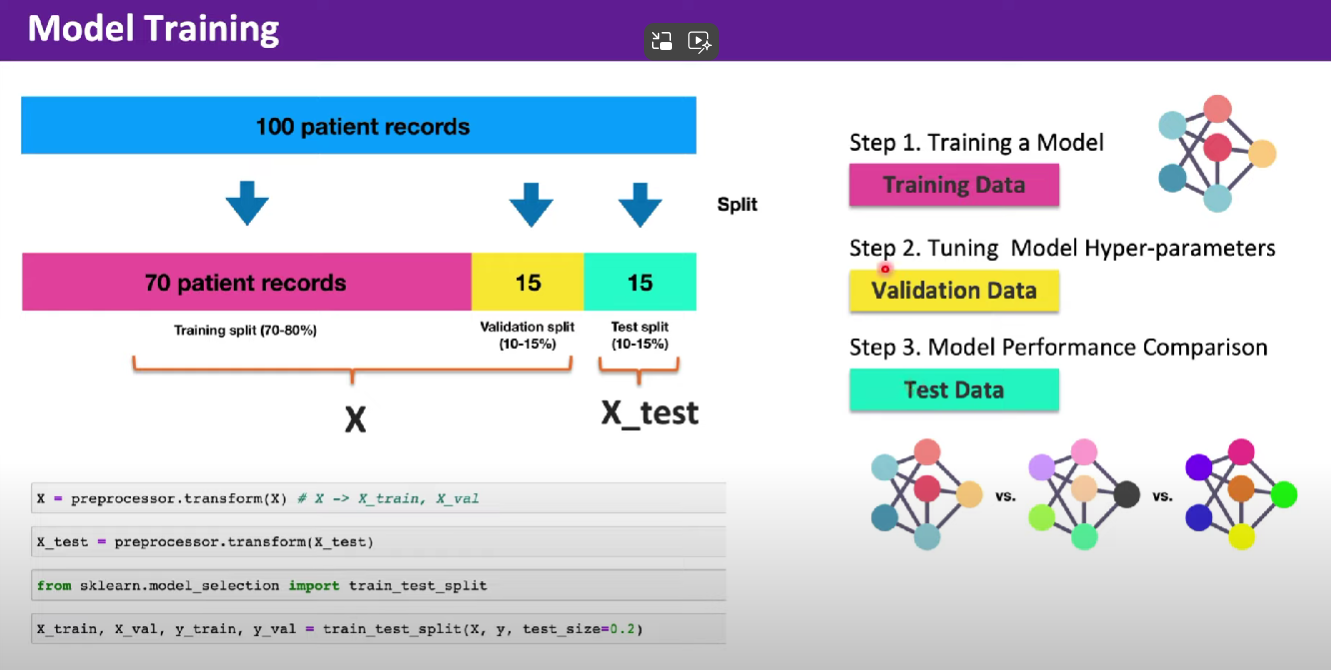 Model Training
100 patient records
Split
70 patient records
15
15
Training split (70-80%)
Validation split
(10-15%)
Test split
(10-15%)
X
X_test
X = preprocessor.transform(X) # X -> X_train, X_val
X_test = preprocessor.transform(X_test)
from sklearn.model_selection import train_test_split
X_train, X_val, y_train, y_val = train_test_split(X, y, test_size=0.2)
Step 1. Training a Model
Training Data
Step 2. Tuning  Model Hyper-parameters
Validation Data
Step 3. Model Performance Comparison
Test Data
vs.
vs.